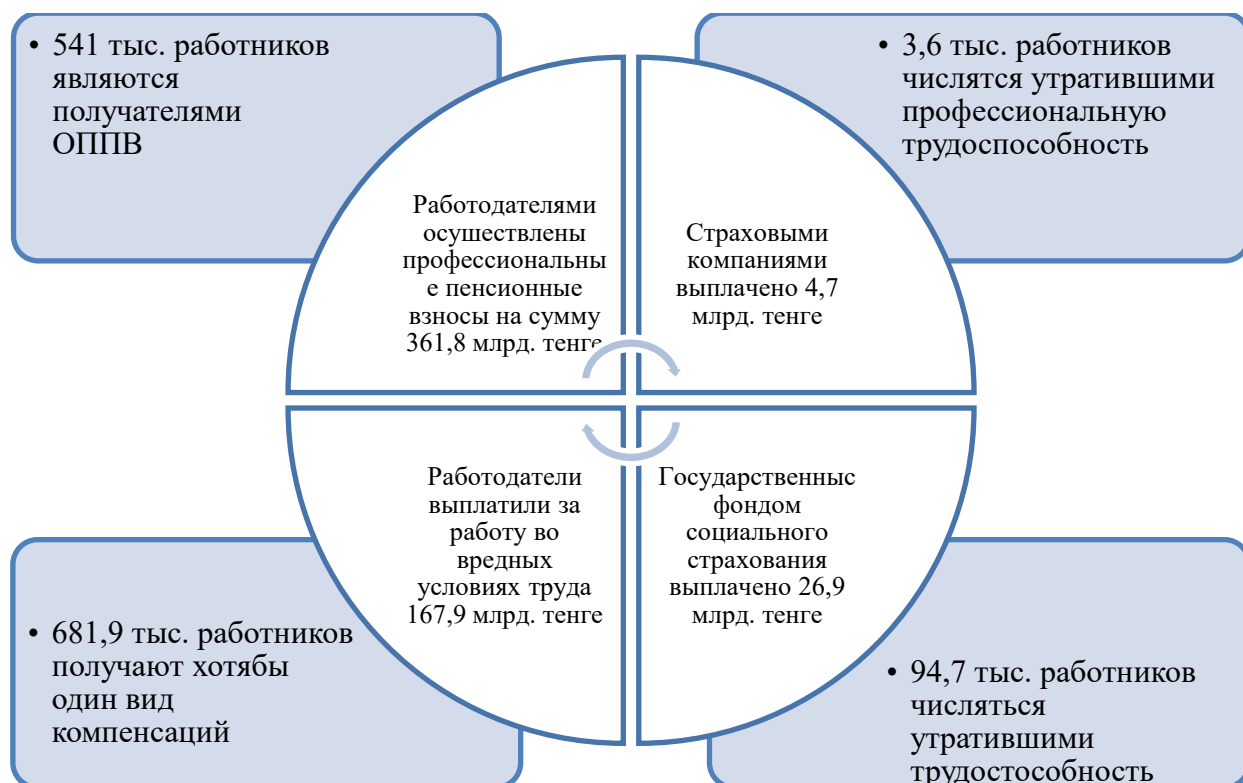 • 541 тыс. работников
являются
получателями
ОППВ
• 3,6 тыс. работников
числятся утратившими
профессиональную
трудоспособность
Работодателями
осуществлены
профессиональны
е пенсионные
взносы на сумму
361,8 млрд. тенге
Страховыми
компаниями
выплачено 4,7
млрд. тенге
Работодатели
выплатили за
работу во
вредных
условиях труда
167,9 млрд. тенге
Государственныс
фондом
социального
страхования
выплачено 26,9
млрд. тенге
• 681,9 тыс. работников
получают хотябы
один вид
компенсаций
• 94,7 тыс. работников
числяться
утратившими
трудостособность